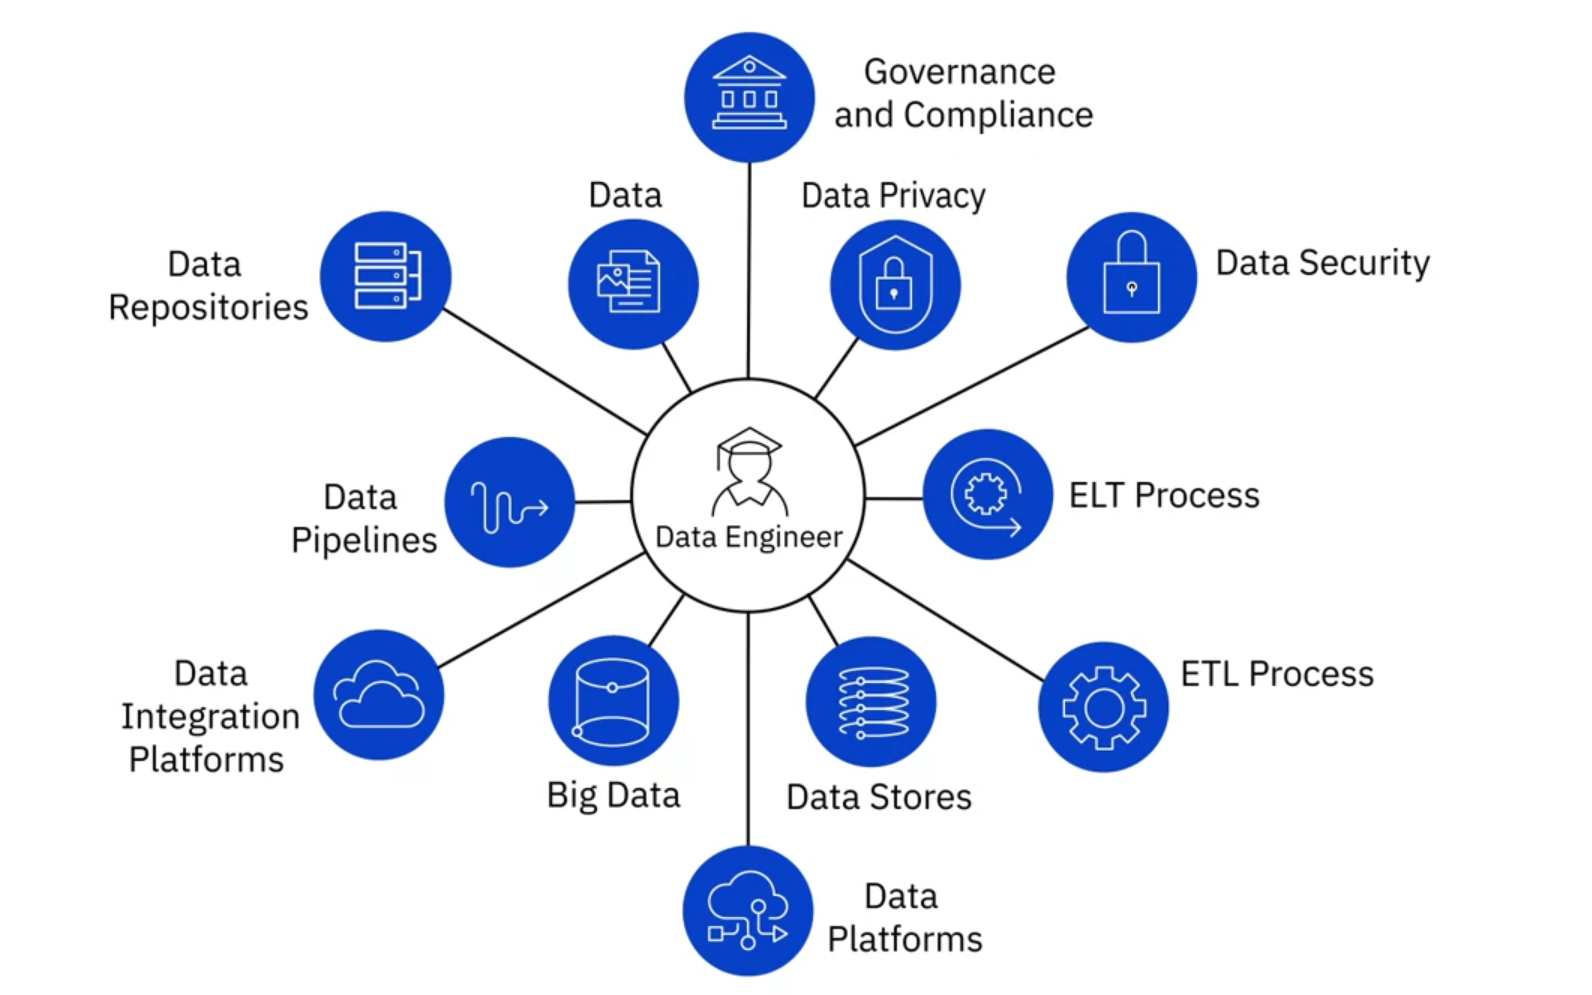 Governance
and Compliance
Data
Data Privacy
Data
Repositories
Data Security
Data
Pipelines
Data Engineer
ELT Process
Data
Integration
Platforms
ETL Process
Big Data
Data Stores
Data
Platforms